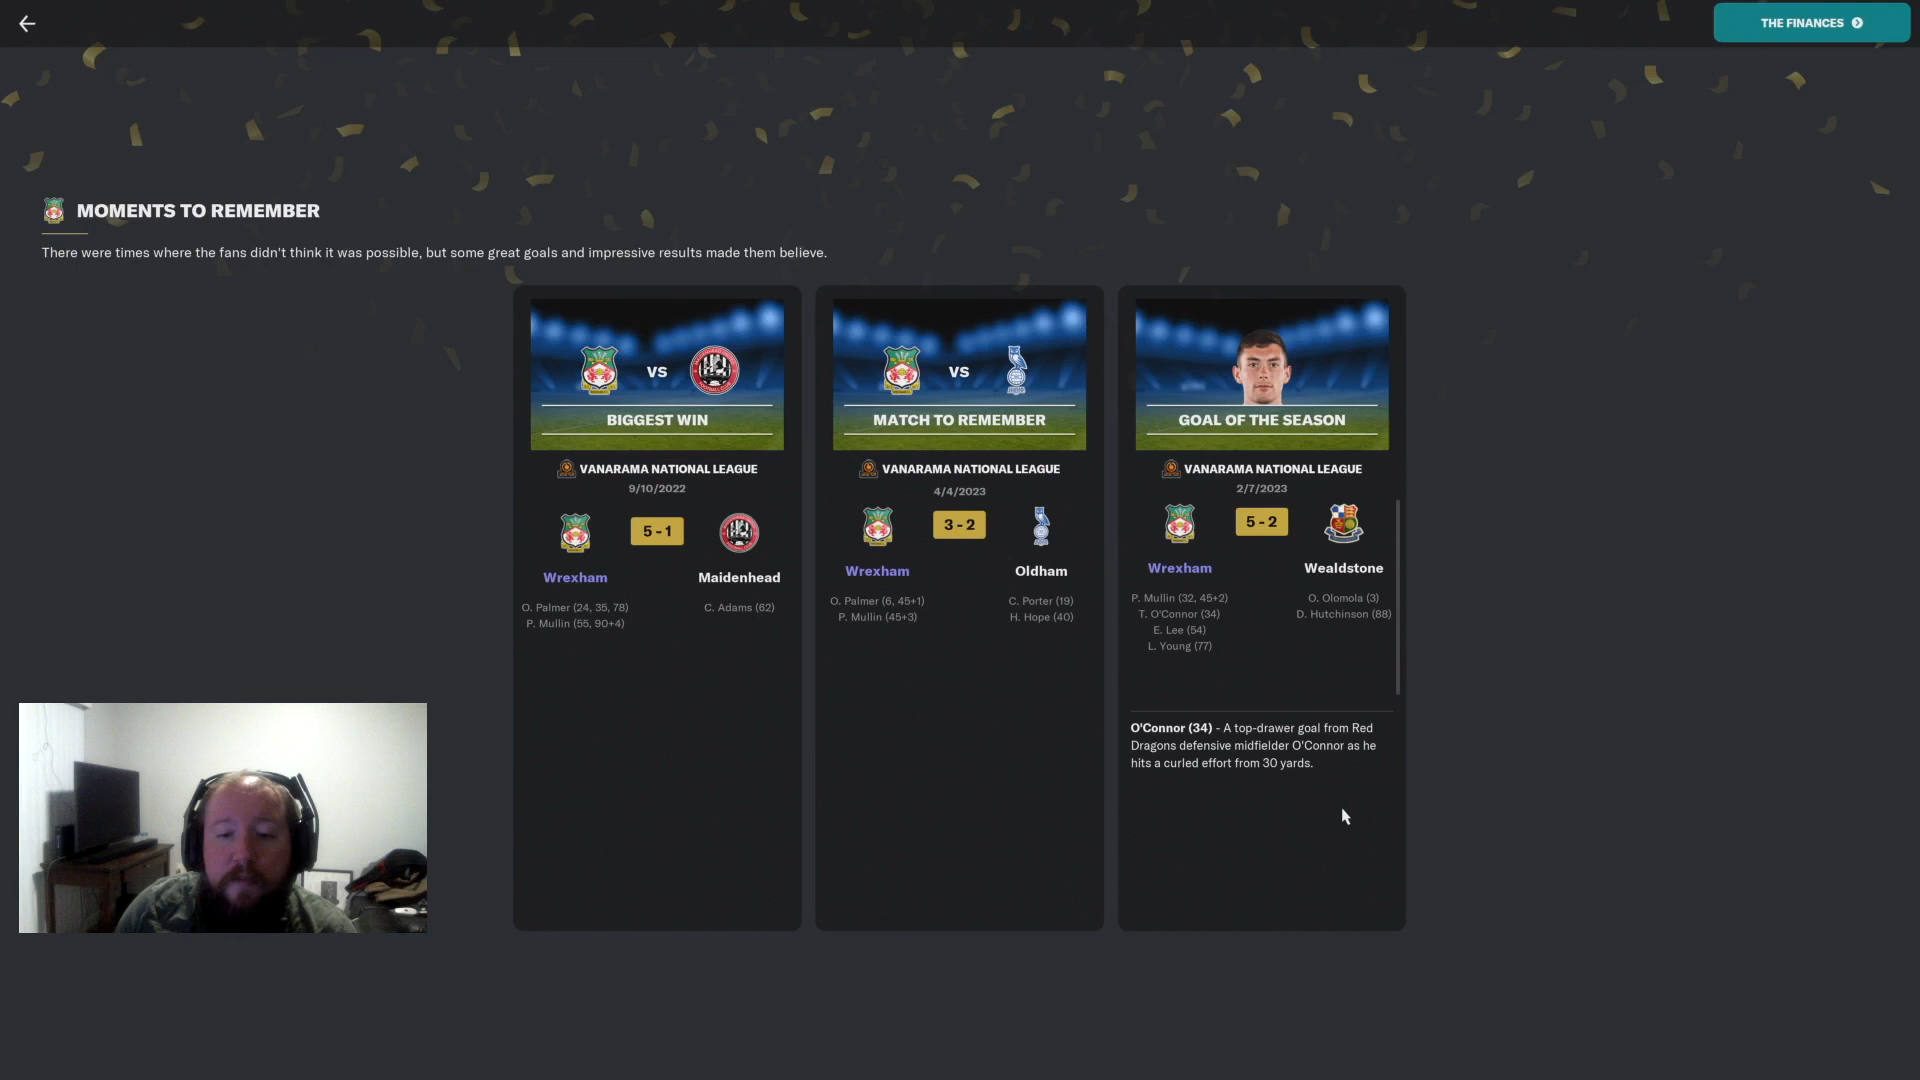 THE FINANCES
MOMENTS TO REMEMBER
There were times where the fans didn't think it was possible, but some great goals and impressive results made them believe.
VS
BIGGEST WIN
VANARAMA NATIONAL LEAGUE
9/10/2022
5 - 1
Wrexham
Maidenhead
O. Palmer (24, 35, 78)
C. Adams (62)
P. Mullin (55, 90+4)
VS
MATCH TO REMEMBER
VANARAMA NATIONAL LEAGUE
4/4/2023
3 - 2
Wrexham
Oldham
O. Palmer (6, 45+1)
C. Porter (19)
P. Mullin (45+3)
H. Hope (40)
GOAL OF THE SEASON
VANARAMA NATIONAL LEAGUE
2/7/2023
5 - 2
Wrexham
Wealdstone
P. Mullin (32, 45+2)
O. Olomola (3)
T. O'Connor (34)
D. Hutchinson (88)
E. Lee (54)
L. Young (77)
O'Connor (34) - A top-drawer goal from Red
Dragons defensive midfielder O'Connor as he
hits a curled effort from 30 yards.